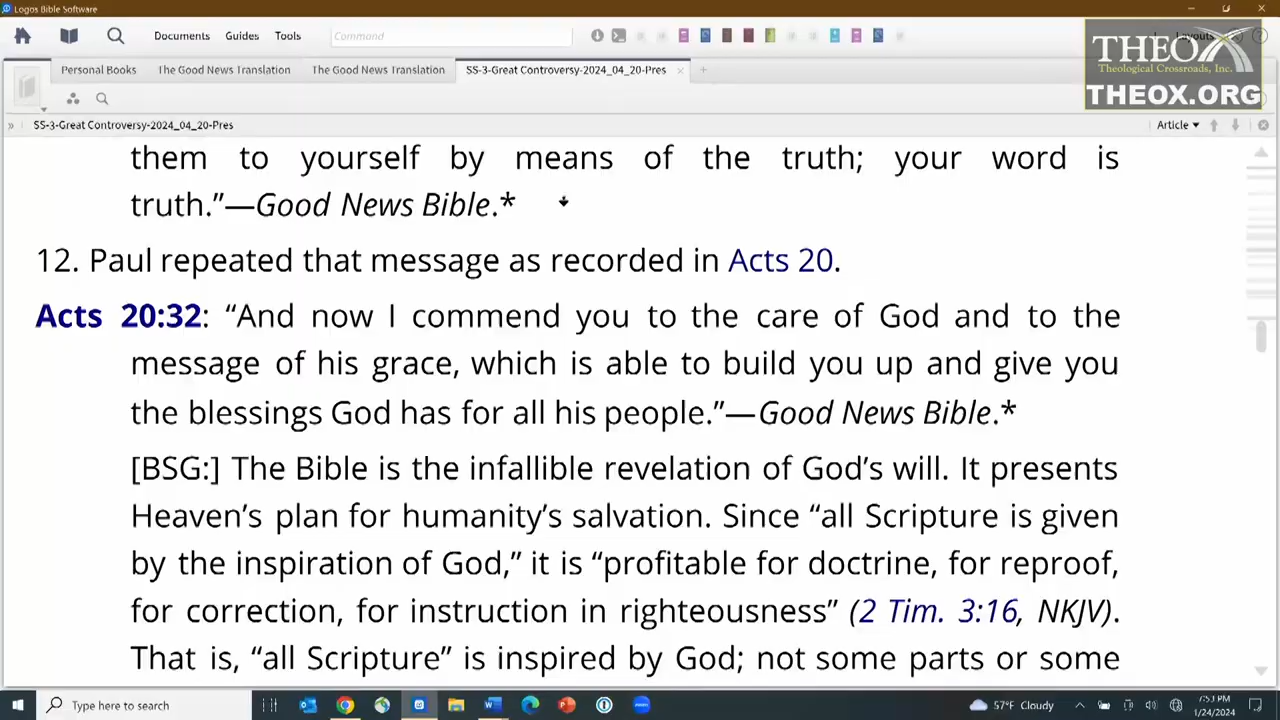 Logos Bible Software
Documents Guides Tools Command
Personal Books The Good News Translation The Good News Transl SS-3-Great Controversy-2024_04_20-Pres
THEOX
Theological Crossroads, Inc.
THEOX.ORG
SS-3-Great Controversy-2024_04_20-Pres Article
them to yourself by means of the truth; your word is
truth.”—Good News Bible.*
12. Paul repeated that message as recorded in Acts 20.
Acts 20:32: “And now I commend you to the care of God and to the
message of his grace, which is able to build you up and give you
the blessings God has for all his people.”—Good News Bible.*
[BSG:] The Bible is the infallible revelation of God’s will. It presents
Heaven’s plan for humanity’s salvation. Since “all Scripture is given
by the inspiration of God,” it is “profitable for doctrine, for reproof,
for correction, for instruction in righteousness” (2 Tim. 3:16, NKJV).
That is, “all Scripture” is inspired by God; not some parts or some
Type here to search 57°F Cloudy 7:53 PM
1/24/2024